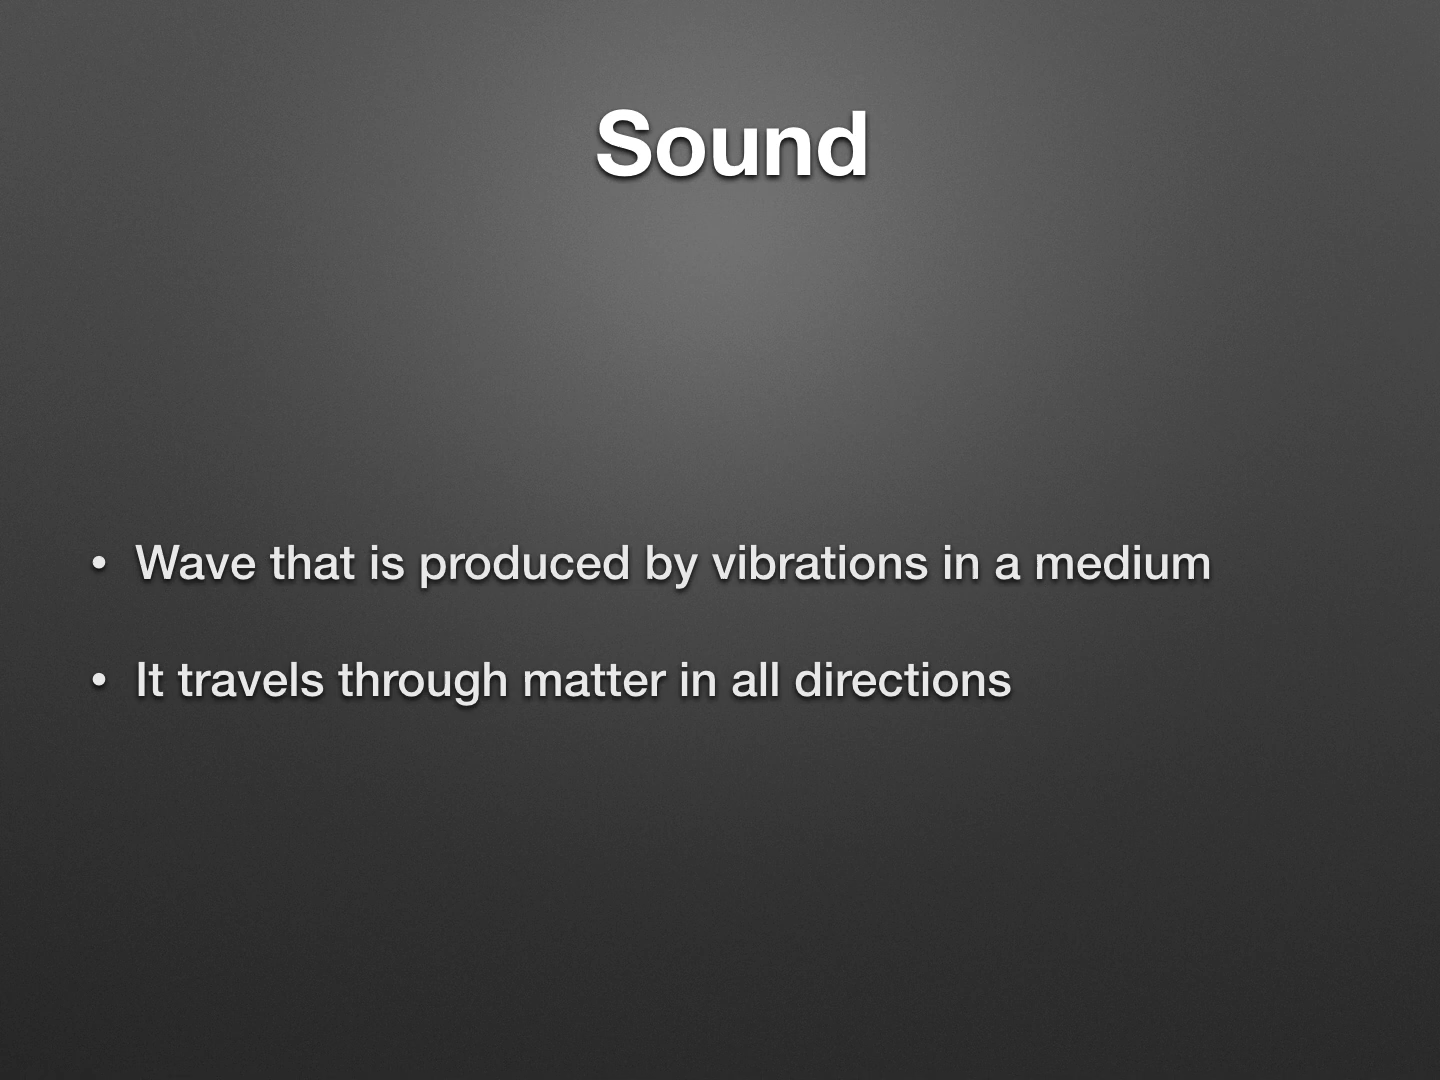 Sound
• Wave that is produced by vibrations in a medium
• It travels through matter in all directions